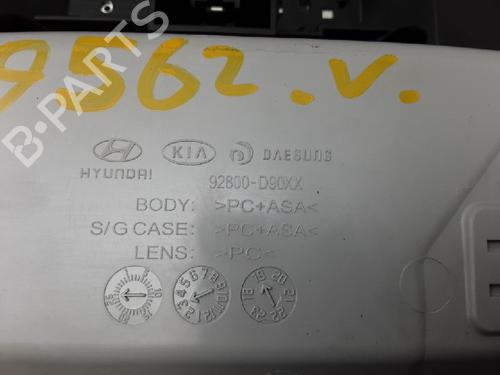 9562.V.
B-PARTS
HYUNDAI KIA DAESUNG
92800-D90XX
BODY: >PC+ASA<
S/G CASE: >PC+ASA<
LENS: >PC<